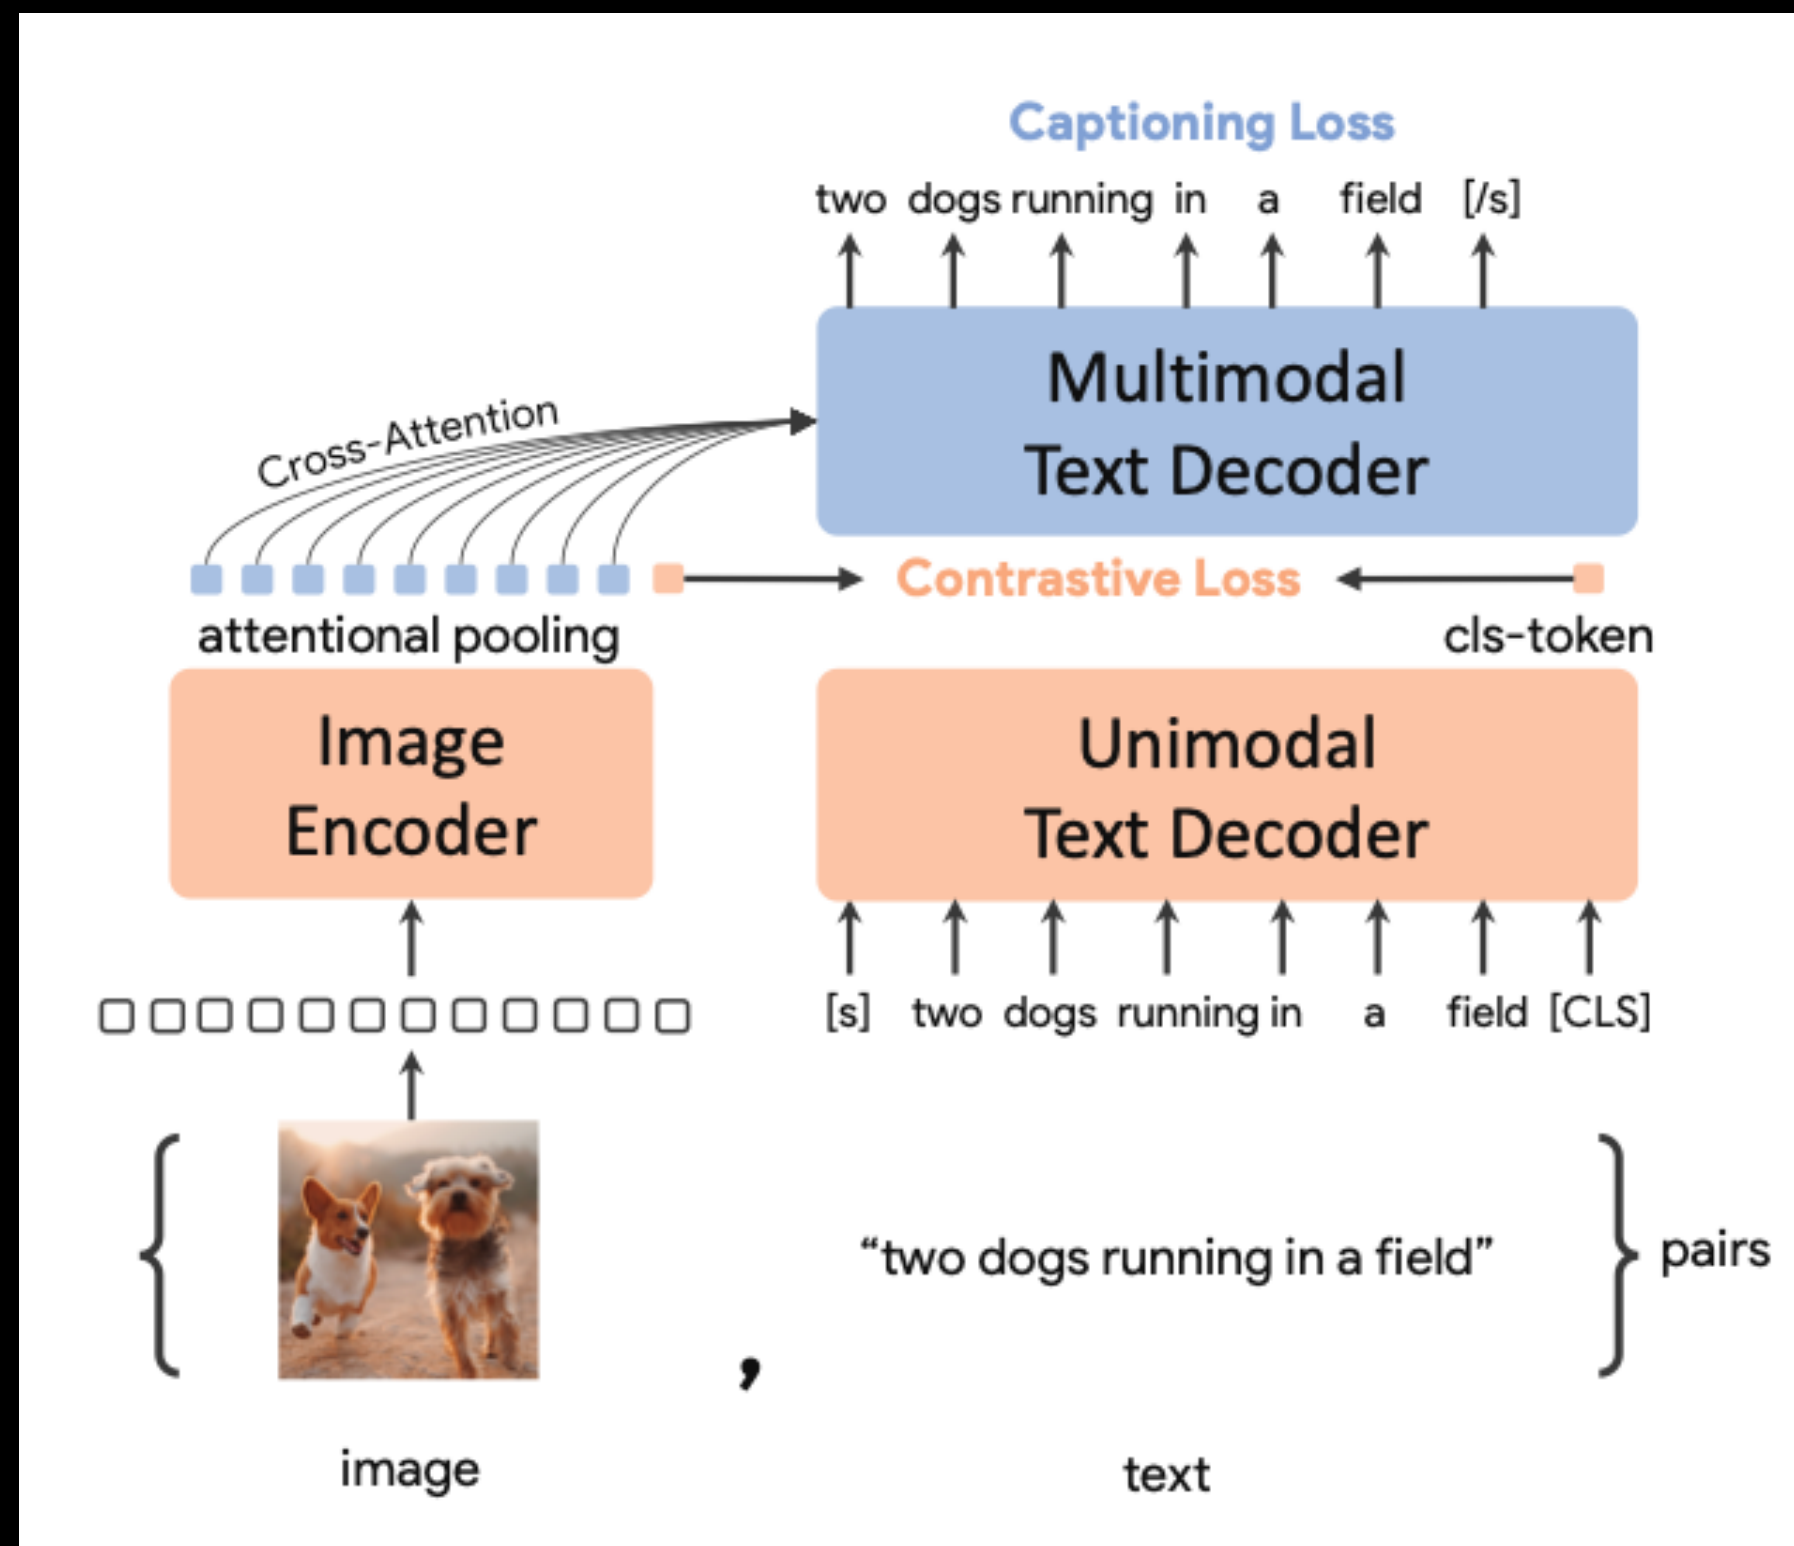 Captioning Loss
two dogs running in a field [/s]
Multimodal
Text Decoder
Cross-Attention
Contrastive Loss
attentional pooling
cls-token
Image
Encoder
Unimodal
Text Decoder
[s] two dogs running in a field [CLS]
“two dogs running in a field”
pairs
,
image
text